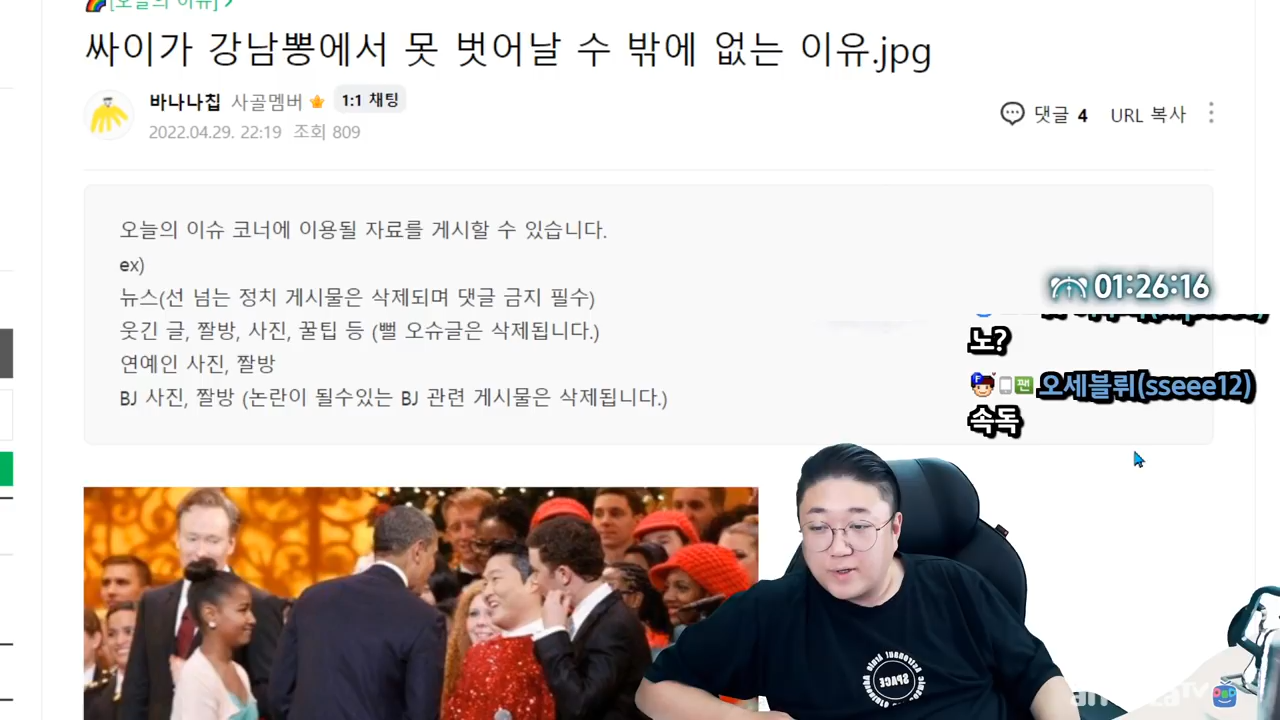 [오늘의 이슈] >
싸이가 강남뽕에서 못 벗어날 수 밖에 없는 이유.jpg
바나나칩 사골멤버 1:1 채팅
2022.04.29. 22:19 조회 809
댓글 4 URL 복사
오늘의 이슈 코너에 이용될 자료를 게시할 수 있습니다.
ex)
뉴스(선 넘는 정치 게시물은 삭제되며 댓글 금지 필수)
웃긴 글, 짤방, 사진, 꿀팁 등 (뻘 오슈글은 삭제됩니다.)
연예인 사진, 짤방
BJ 사진, 짤방 (논란이 될수있는 BJ 관련 게시물은 삭제됩니다.)
01:26:16
노?
F 팬 오세블뤼(sseee12)
속독
SPACE